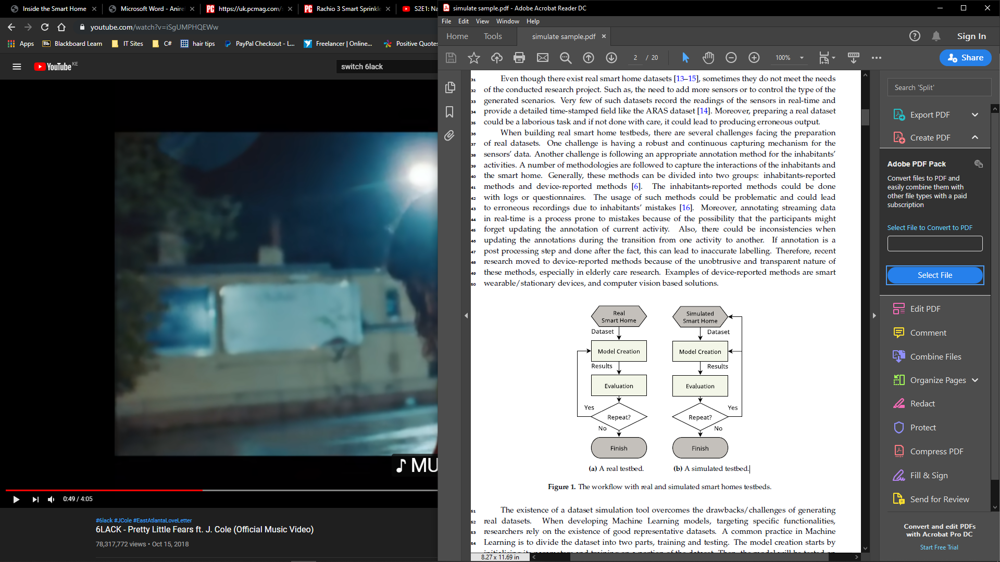 Inside the Smart Home
Microsoft Word - Anire
https://uk.pcmag.com/s
Rachio 3 Smart Sprinkle
S2E1: Na
youtube.com/watch?v=iSgUMPHQEWw
Apps
Blackboard Learn
IT Sites
C#
hair tips
PayPal Checkout - L...
Freelancer | Online...
Positive Quotes
YouTube KE
switch 6lack
♪ MU
0:49 / 4:05
#6lack #JCole #EastAtlantaLoveLetter
6LACK - Pretty Little Fears ft. J. Cole (Official Music Video)
78,317,772 views • Oct 15, 2018
simulate sample.pdf - Adobe Acrobat Reader DC
File Edit View Window Help
Home
Tools
simulate sample.pdf
Sign In
2 / 20
100%
Share
31 Even though there exist real smart home datasets [13–15], sometimes they do not meet the needs
32 of the conducted research project. Such as, the need to add more sensors or to control the type of the
33 generated scenarios. Very few of such datasets record the readings of the sensors in real-time and
34 provide a detailed time-stamped field like the ARAS dataset [14]. Moreover, preparing a real dataset
35 could be a laborious task and if not done with care, it could lead to producing erroneous output.
36 When building real smart home testbeds, there are several challenges facing the preparation
37 of real datasets. One challenge is having a robust and continuous capturing mechanism for the
38 sensors' data. Another challenge is following an appropriate annotation method for the inhabitants'
39 activities. A number of methodologies are followed to capture the interactions of the inhabitants and
40 the smart home. Generally, these methods can be divided into two groups: inhabitants-reported
41 methods and device-reported methods [6]. The inhabitants-reported methods could be done
42 with logs or questionnaires. The usage of such methods could be problematic and could lead
43 to erroneous recordings due to inhabitants' mistakes [16]. Moreover, annotating streaming data
44 in real-time is a process prone to mistakes because of the possibility that the participants might
45 forget updating the annotation of current activity. Also, there could be inconsistencies when
46 updating the annotations during the transition from one activity to another. If annotation is a
47 post processing step and done after the fact, this can lead to inaccurate labelling. Therefore, recent
48 research moved to device-reported methods because of the unobtrusive and transparent nature of
49 these methods, especially in elderly care research. Examples of device-reported methods are smart
50 wearable/stationary devices, and computer vision based solutions.
Real
Smart Home
Dataset
Model Creation
Results
Evaluation
Yes
Repeat?
No
Finish
(a) A real testbed.
Simulated
Smart Home
Dataset
Model Creation
Results
Evaluation
Yes
Repeat?
No
Finish
(b) A simulated testbed.
Figure 1. The workflow with real and simulated smart homes testbeds.
51 The existence of a dataset simulation tool overcomes the drawbacks/challenges of generating
52 real datasets. When developing Machine Learning models, targeting specific functionalities,
53 researchers rely on the existence of good representative datasets. A common practice in Machine
54 Learning is to divide the dataset into two parts, training and testing. The model creation starts by
8.27 x 11.69 in
Search 'Split'
Export PDF
Create PDF
Adobe PDF Pack
Convert files to PDF and
easily combine them with
other file types with a paid
subscription
Select File to Convert to PDF
Select File
Edit PDF
Comment
Combine Files
Organize Pages
Redact
Protect
Compress PDF
Fill & Sign
Send for Review
Convert and edit PDFs
with Acrobat Pro DC
Start Free Trial